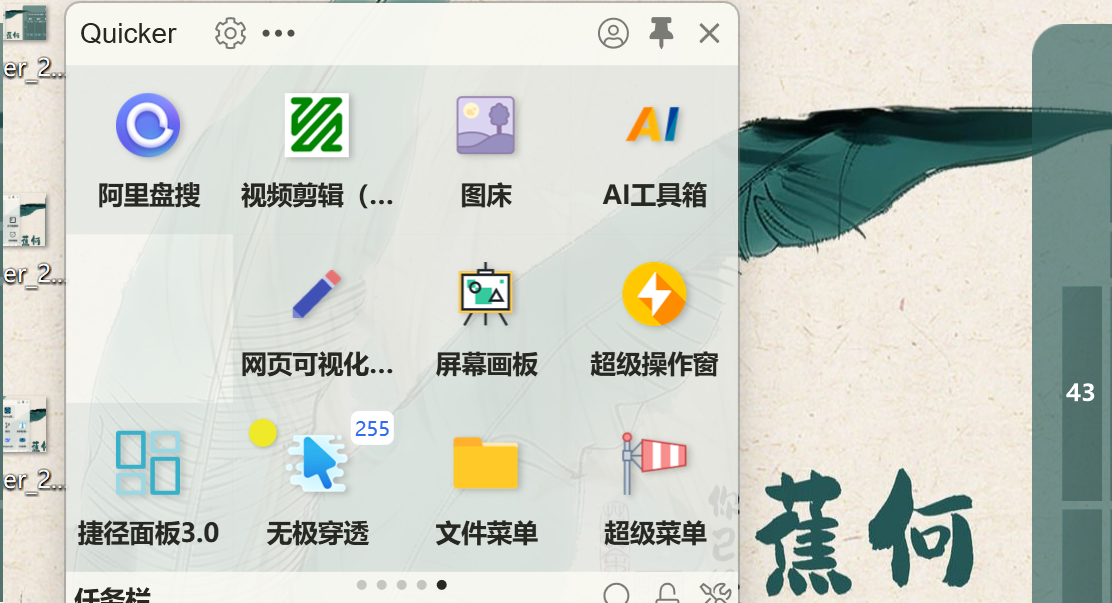 Quicker
er_2...
阿里盘搜
视频剪辑（...
图床
AI
AI工具箱
er_2...
网页可视化...
屏幕画板
超级操作窗
43
255
er_2...
捷径面板3.0
无极穿透
文件菜单
超级菜单
蕉何
任务栏